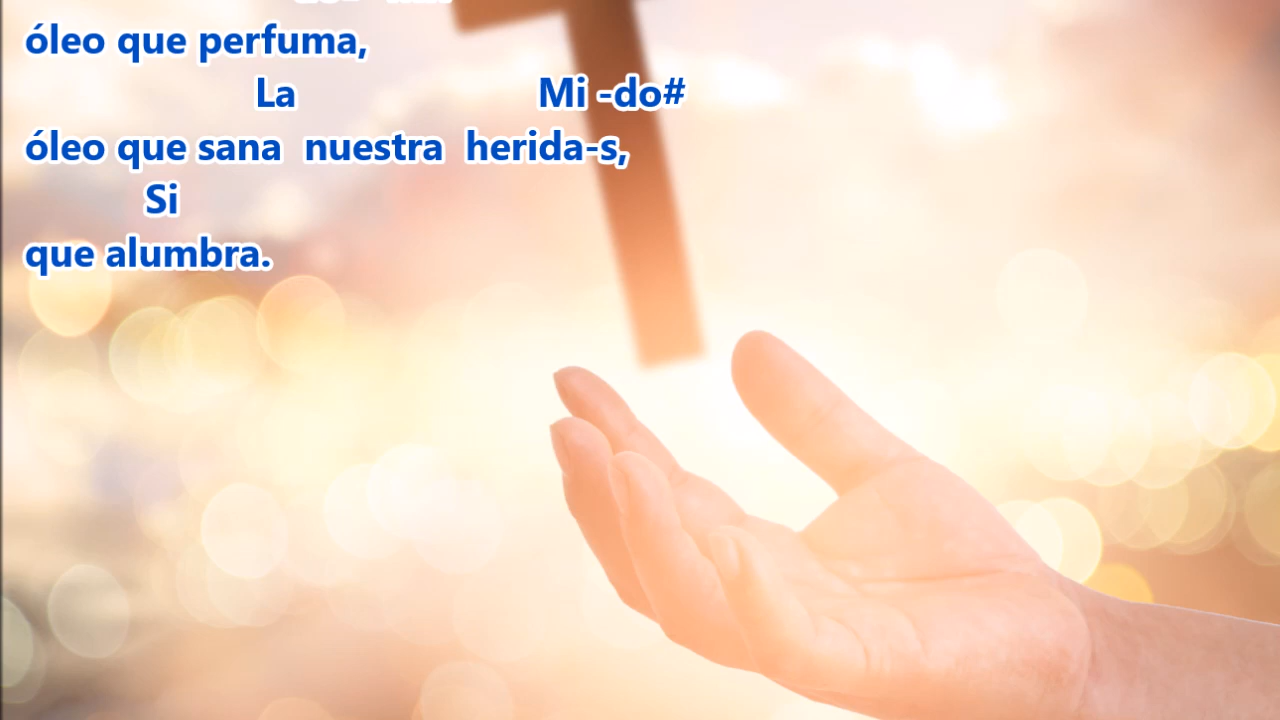 óleo que perfuma,
La Mi -do#
óleo que sana nuestra herida-s,
Si
que alumbra.